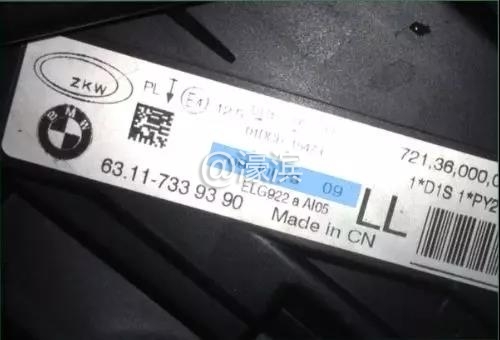 ZKW
PL E4
BMW
63.11-733 93 90
@濠滨
09
ELG922 a AI05
LL
Made in CN
721,36,000,0
1*D1S 1*PY2